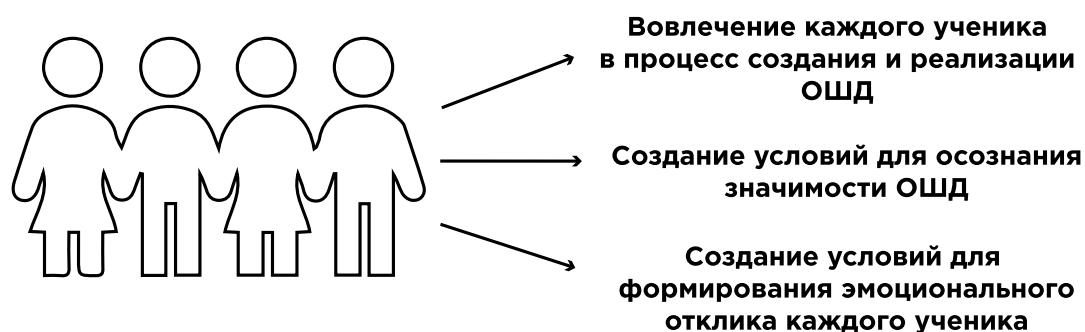 Вовлечение каждого ученика
в процесс создания и реализации
ОШД
Создание условий для осознания
значимости ОШД
Создание условий для
формирования эмоционального
отклика каждого ученика